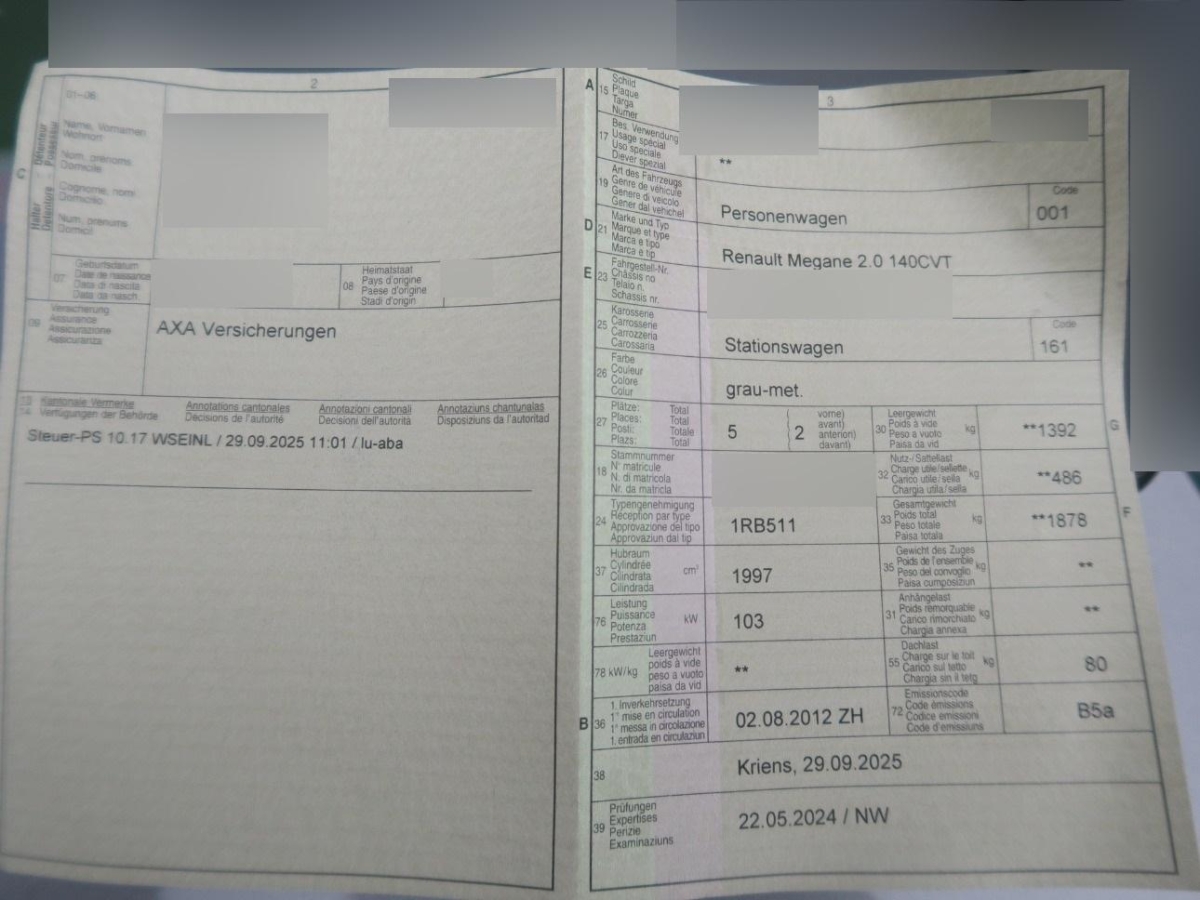 2
01-06
C
Halter
Détenteur
Detentore
Possessur
Name, Vornamen
Wohnort
Nom, prénoms
Domicile
Cognome, nomi
Domicilio
Num, prenums
Domicil
07
Geburtsdatum
Date de naissance
Data di nascita
Data da nasch.
08
Heimatstaat
Pays d'origine
Paese d'origine
Stadi d'origin
09
Versicherung
Assurance
Assicurazione
Assicuranza
AXA Versicherungen
13
14
Kantonale Vermerke
Verfügungen der Behörde
Annotations cantonales
Décisions de l'autorité
Annotazioni cantonali
Decisioni dell'autorità
Annotaziuns chantunalas
Disposiziuns da l'autoritad
Steuer-PS 10.17 WSEINL / 29.09.2025 11:01 / lu-aba
3
A
15
Schild
Plaque
Targa
Numer
17
Bes. Verwendung
Usage spécial
Uso speciale
Diever spezial
**
19
Art des Fahrzeugs
Genre de véhicule
Genere di veicolo
Gener dal vehichel
Personenwagen
Code
001
D
21
Marke und Typ
Marque et type
Marca e tipo
Marca e tip
Renault Megane 2.0 140CVT
E
23
Fahrgestell-Nr.
Châssis no
Telaio n.
Schassis nr.
25
Karosserie
Carrosserie
Carrozzeria
Carossaria
Stationswagen
Code
161
26
Farbe
Couleur
Colore
Colur
grau-met.
27
Plätze: Total
Places: Total
Posti: Totale
Plazs: Total
5
2
vorne)
avant)
anteriori)
davant)
30
Leergewicht
Poids à vide
Peso a vuoto
Paisa da vid
kg
**1392
G
18
Stammnummer
N° matricule
N. di matricola
Nr. da matricla
32
Nutz-/Sattellast
Charge utile/sellette
Carico utile/sella
Chargia utila/sella
kg
**486
24
Typengenehmigung
Réception par type
Approvazione del tipo
Approvaziun dal tip
1RB511
33
Gesamtgewicht
Poids total
Peso totale
Paisa totala
kg
**1878
F
37
Hubraum
Cylindrée
Cilindrata
Cilindrada
cm³
1997
35
Gewicht des Zuges
Poids de l'ensemble
Peso del convoglio
Paisa cumposiziun
kg
**
76
Leistung
Puissance
Potenza
Prestaziun
kW
103
31
Anhängelast
Poids remorquable
Carico rimorchiato
Chargia annexa
kg
**
78 kW/kg
Leergewicht
poids à vide
peso a vuoto
paisa da vid
**
55
Dachlast
Charge sur le toit
Carico sul tetto
Chargia sin il tetg
kg
80
B
36
1. Inverkehrsetzung
1° mise en circulation
1° messa in circolazione
1. entrada en circulaziun
02.08.2012 ZH
72
Emissionscode
Code émissions
Codice emissioni
Code d'emissiuns
B5a
38
Kriens, 29.09.2025
39
Prüfungen
Expertises
Perizie
Examinaziuns
22.05.2024 / NW